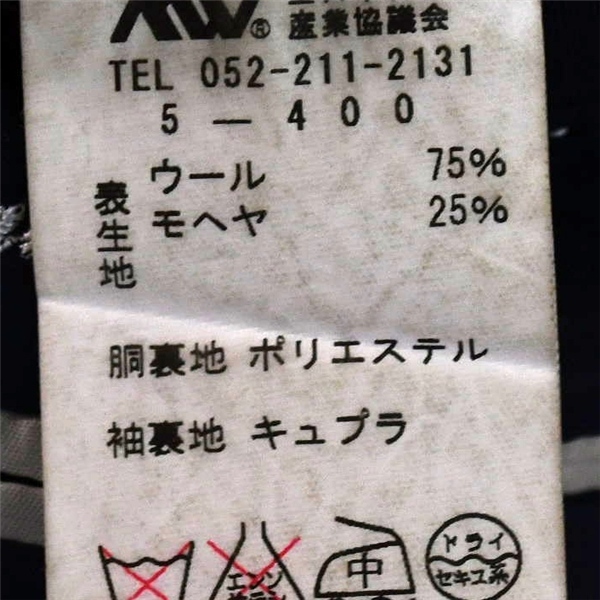 産業協議会
TEL 052-211-2131
5 — 400
表生地
ウール 75%
モヘヤ 25%
胴裏地 ポリエステル
袖裏地 キュプラ
中
ドライ
セキユ系